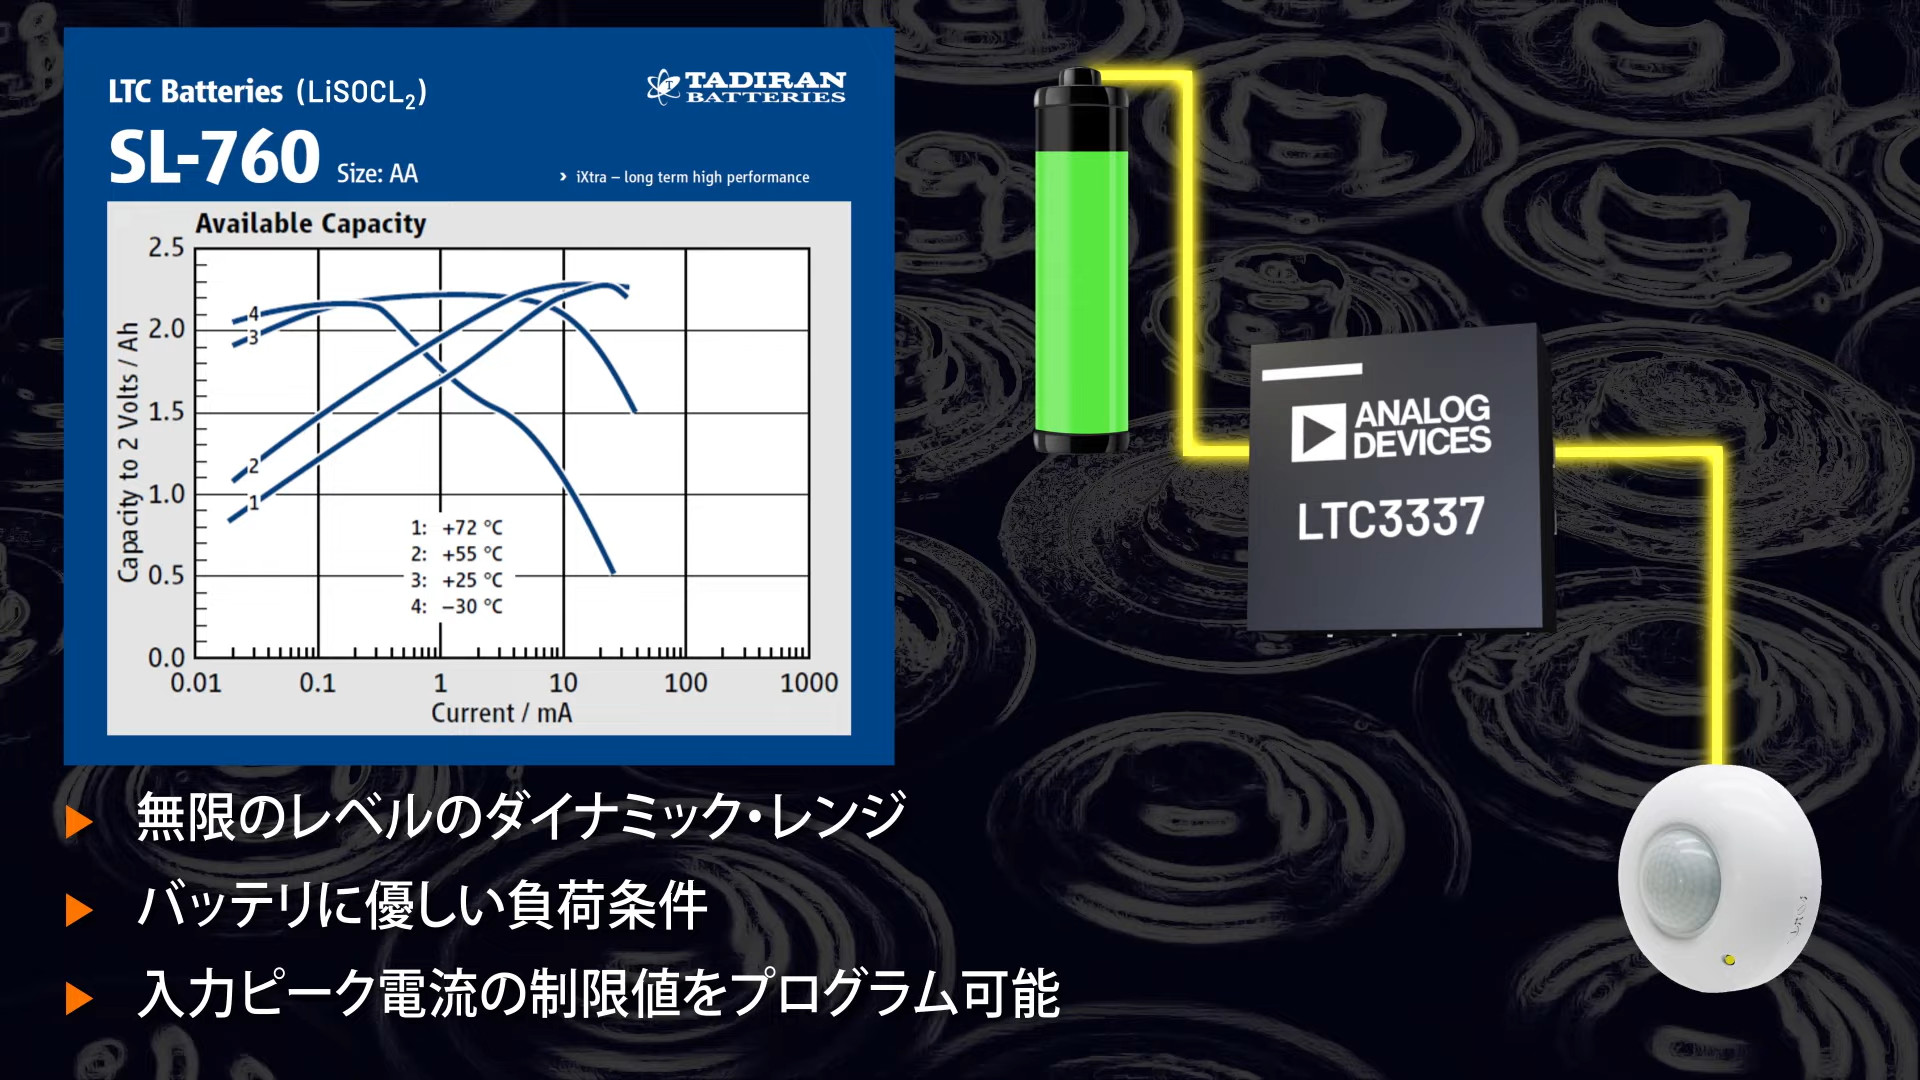 LTC Batteries (LiSOCL₂)
TADIRAN
BATTERIES
SL-760 Size: AA
› iXtra – long term high performance
Available Capacity
2.5
2.0
1.5
1.0
0.5
0.0
Capacity to 2 Volts / Ah
4
3
2
1
1: +72 °C
2: +55 °C
3: +25 °C
4: –30 °C
0.01 0.1 1 10 100 1000
Current / mA
ANALOG
DEVICES
LTC3337
無限のレベルのダイナミック・レンジ
バッテリに優しい負荷条件
入力ピーク電流の制限値をプログラム可能